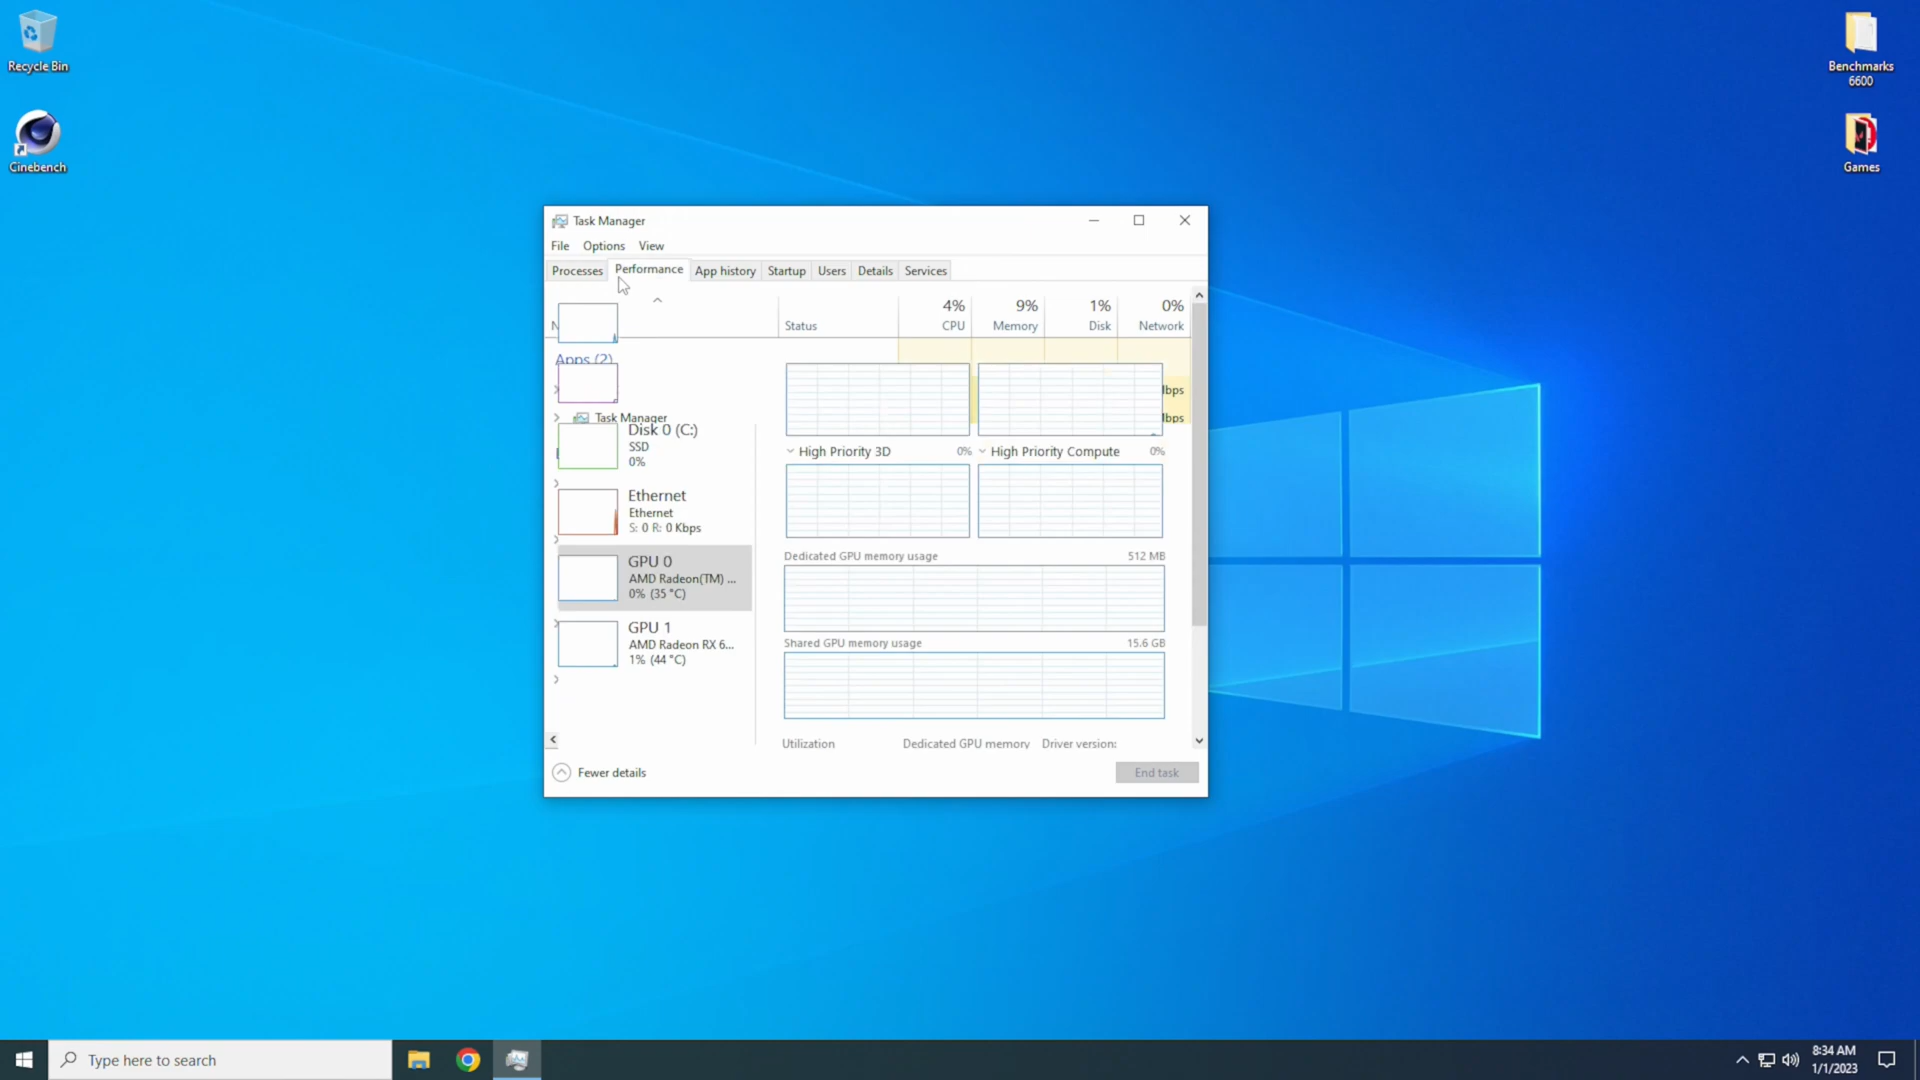 Recycle Bin
Cinebench
Benchmarks
6600
Games
Task Manager
File Options View
Processes Performance App history Startup Users Details Services
4% 9% 1% 0%
Status CPU Memory Disk Network
Apps (2)
Task Manager
Disk 0 (C:)
SSD
0%
Ethernet
Ethernet
S: 0 R: 0 Kbps
GPU 0
AMD Radeon(TM) ...
0% (35 °C)
GPU 1
AMD Radeon RX 6...
1% (44 °C)
High Priority 3D 0% High Priority Compute 0%
Dedicated GPU memory usage 512 MB
Shared GPU memory usage 15.6 GB
Utilization Dedicated GPU memory Driver version:
Fewer details End task
Type here to search
8:34 AM
1/1/2023